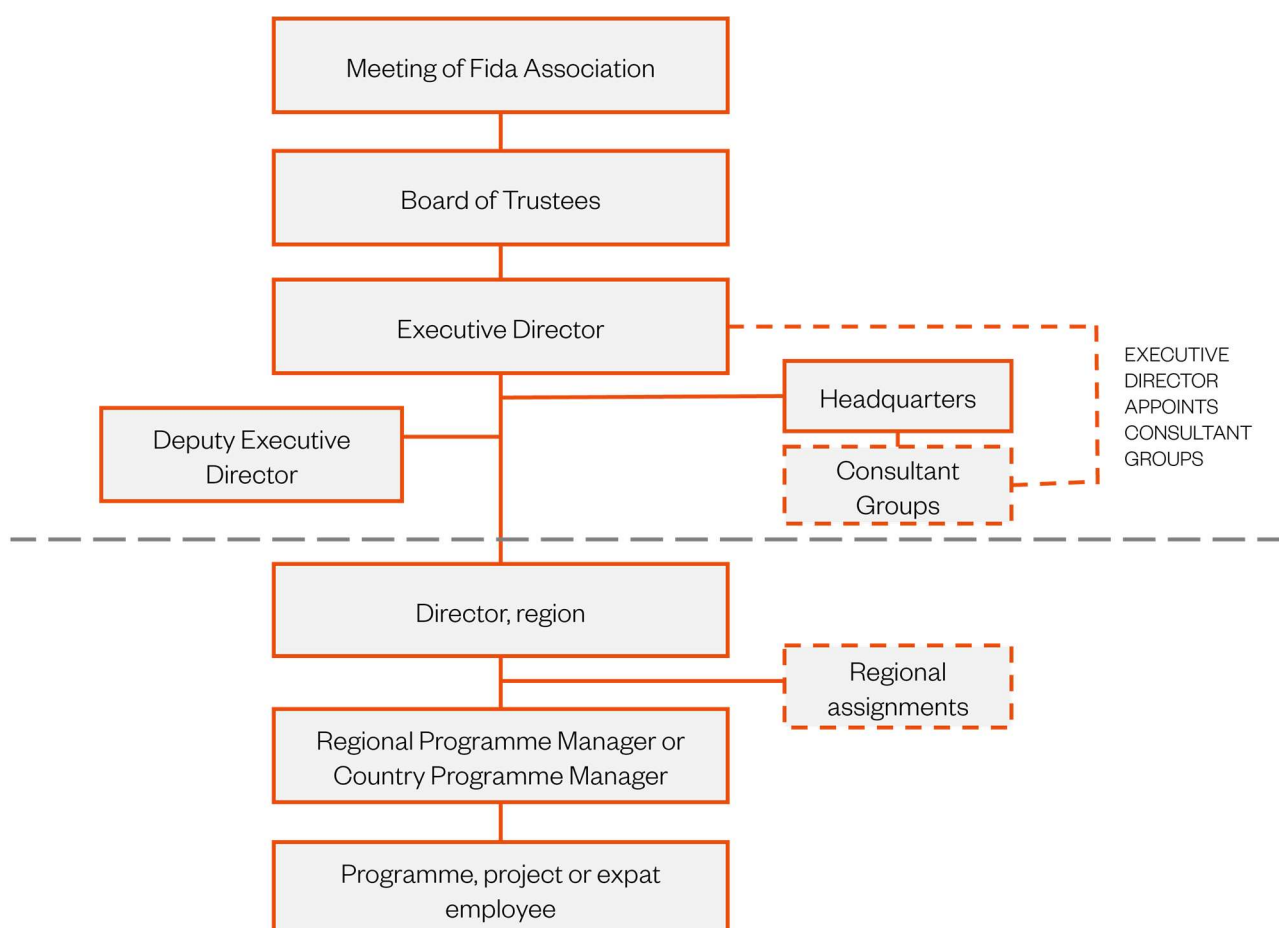 Meeting of Fida Association
Board of Trustees
Executive Director
EXECUTIVE
DIRECTOR
APPOINTS
CONSULTANT
GROUPS
Headquarters
Deputy Executive
Director
Consultant
Groups
Director, region
Regional
assignments
Regional Programme Manager or
Country Programme Manager
Programme, project or expat
employee